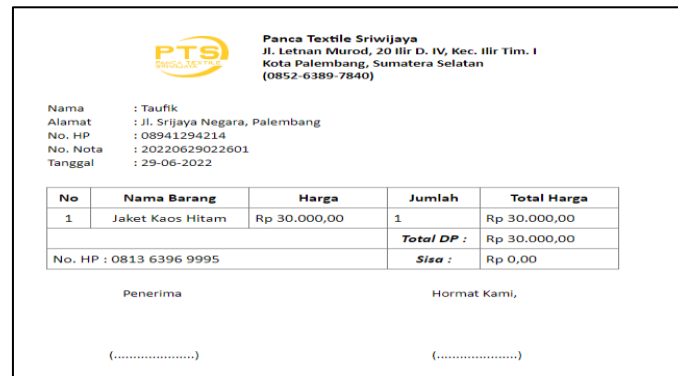 PTS
PANCA TEXTILE
SRIWIJAYA
Panca Textile Sriwijaya
Jl. Letnan Murod, 20 Ilir D. IV, Kec. Ilir Tim. I
Kota Palembang, Sumatera Selatan
(0852-6389-7840)
Nama : Taufik
Alamat : Jl. Srijaya Negara, Palembang
No. HP : 08941294214
No. Nota : 20220629022601
Tanggal : 29-06-2022
No Nama Barang Harga Jumlah Total Harga
1 Jaket Kaos Hitam Rp 30.000,00 1 Rp 30.000,00
Total DP : Rp 30.000,00
No. HP : 0813 6396 9995 Sisa : Rp 0,00
Penerima Hormat Kami,
(.....................) (.....................)